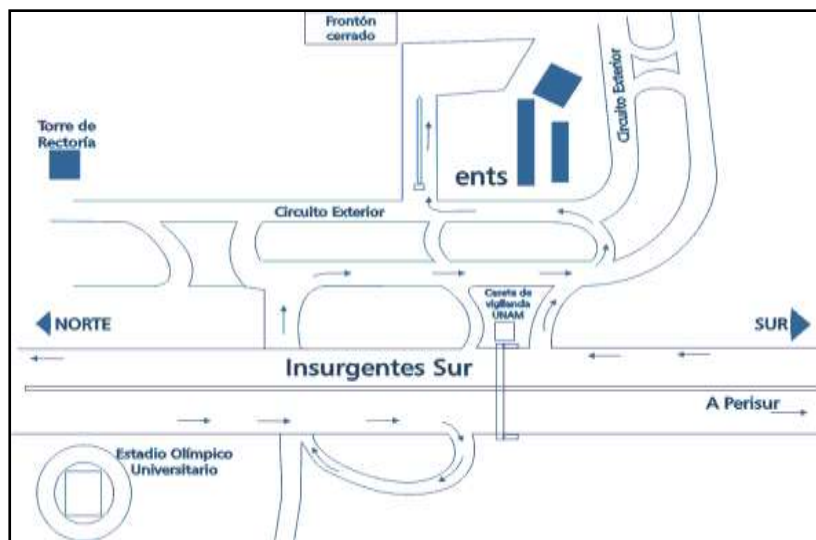 Frontón
cerrado
Circuito Exterior
Torre de
Rectoría
ents
Circuito Exterior
Caseta de
vigilancia
UNAM
NORTE
SUR
Insurgentes Sur
A Perisur
Estadio Olímpico
Universitario